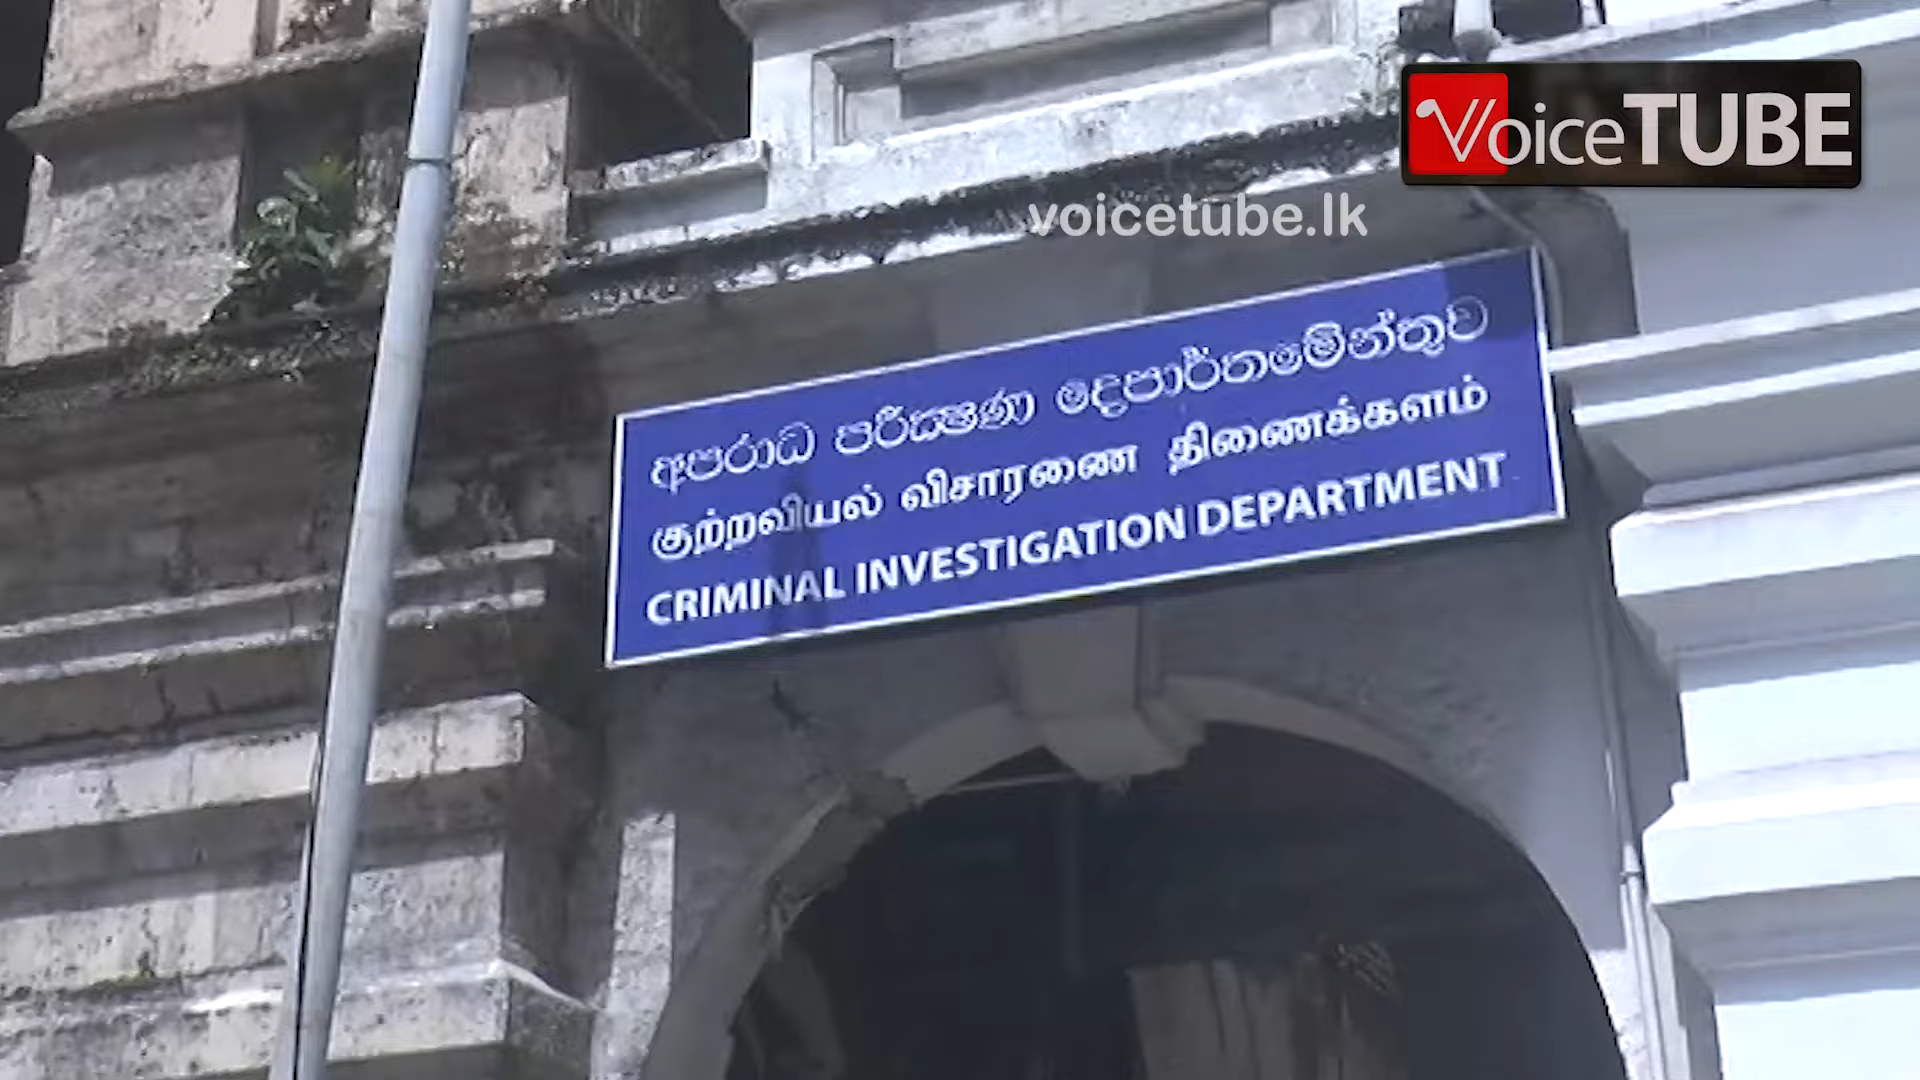 VoiceTUBE
voicetube.lk
අපරාධ පරීක්ෂණ දෙපාර්තමේන්තුව
குற்றவியல் விசாரணை திணைக்களம்
CRIMINAL INVESTIGATION DEPARTMENT